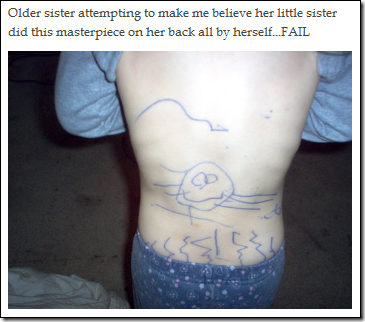 Older sister attempting to make me believe her little sister
did this masterpiece on her back all by herself...FAIL